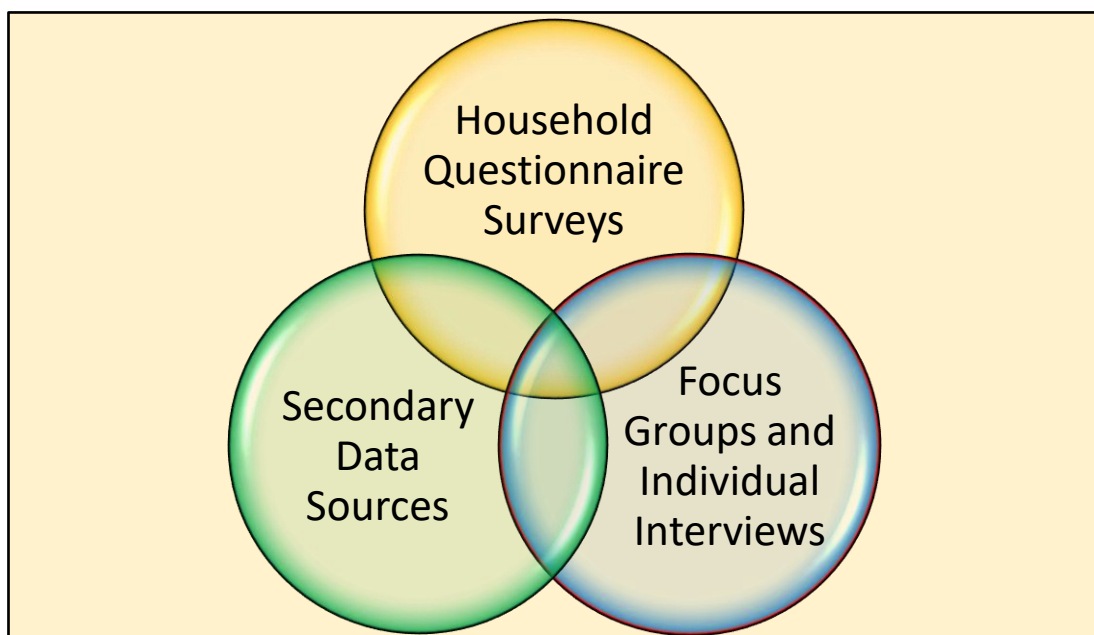 Household
Questionnaire
Surveys
Secondary
Data
Sources
Focus
Groups and
Individual
Interviews